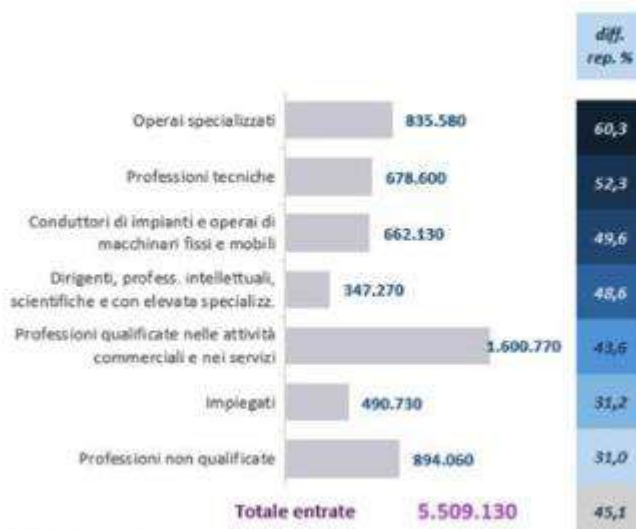 diff.
rep. %
Operai specializzati 835.580 60,3
Professioni tecniche 678.600 52,3
Conduttori di impianti e operai di
macchinari fissi e mobili 662.130 49,6
Dirigenti, profess. intellettuali,
scientifiche e con elevata specializz. 347.270 48,6
Professioni qualificate nelle attività
commerciali e nei servizi 1.600.770 43,6
Impiegati 490.730 31,2
Professioni non qualificate 894.060 31,0
Totale entrate 5.509.130 45,1